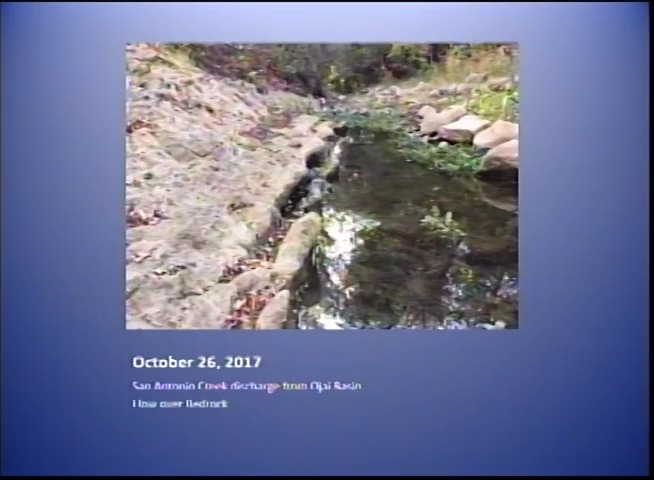 October 26, 2017
San Antonio Creek discharge from Ojai Basin
Flow over Bedrock